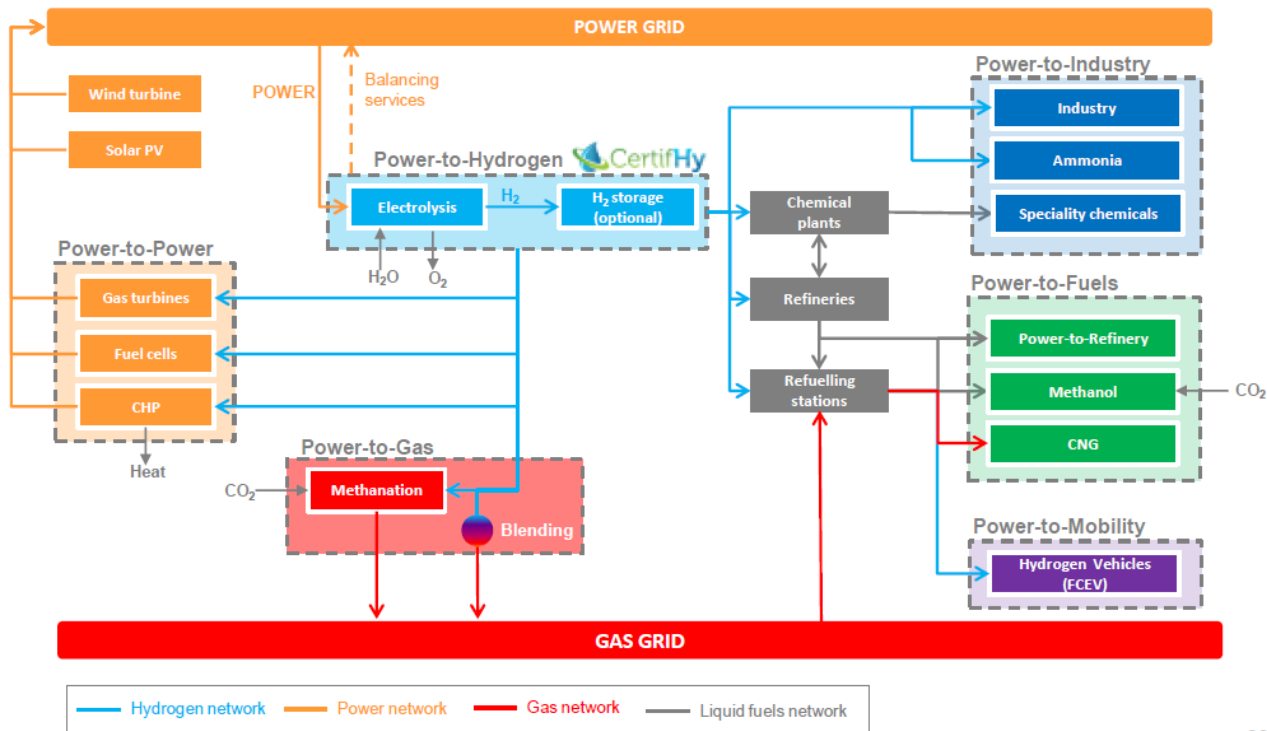 POWER GRID
Wind turbine
Solar PV
POWER
Balancing
services
Power-to-Hydrogen
CertifHy
Electrolysis
H₂
H₂ storage
(optional)
H₂O
O₂
Power-to-Industry
Industry
Ammonia
Speciality chemicals
Chemical
plants
Refineries
Refuelling
stations
Power-to-Power
Gas turbines
Fuel cells
CHP
Heat
Power-to-Fuels
Power-to-Refinery
Methanol
CO₂
CNG
Power-to-Gas
CO₂
Methanation
Blending
Power-to-Mobility
Hydrogen Vehicles
(FCEV)
GAS GRID
Hydrogen network
Power network
Gas network
Liquid fuels network